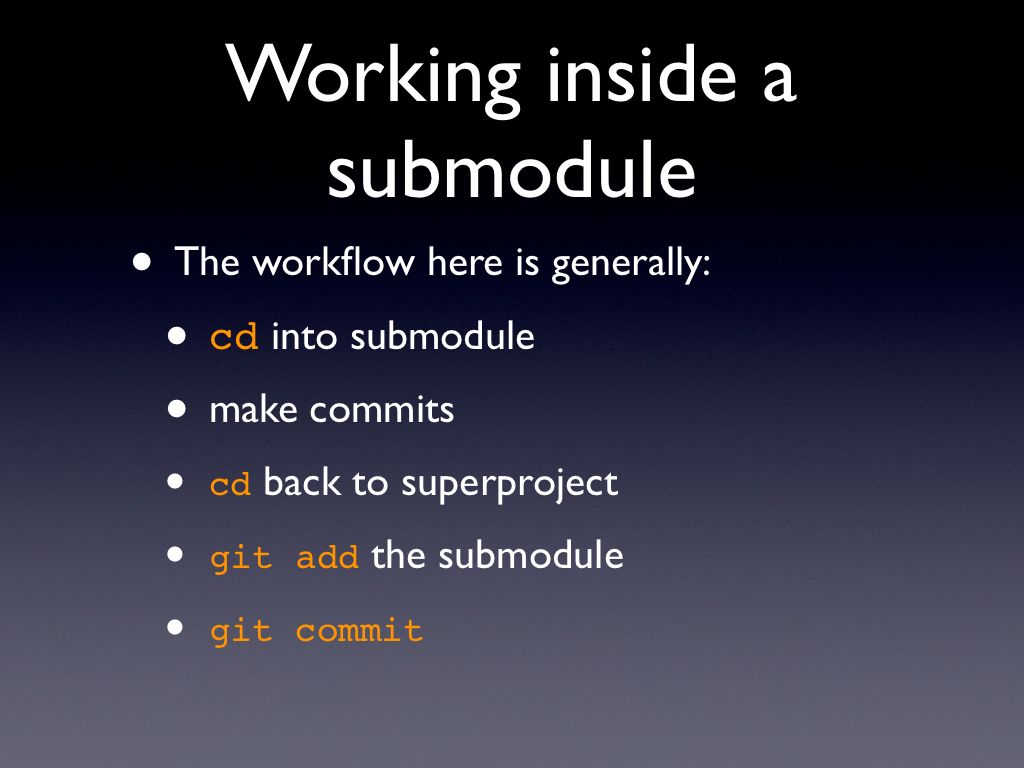 Working inside a
submodule
• The workflow here is generally:
• cd into submodule
• make commits
• cd back to superproject
• git add the submodule
• git commit